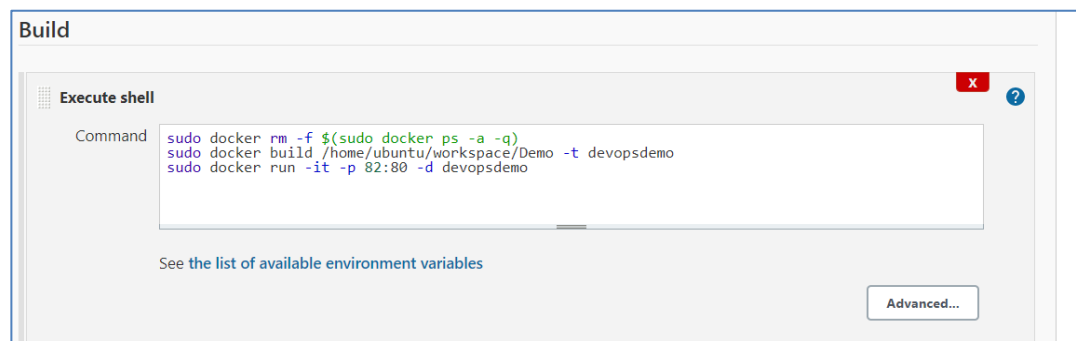 Build
X
Execute shell
?
Command
sudo docker rm -f $(sudo docker ps -a -q)
sudo docker build /home/ubuntu/workspace/Demo -t devopsdemo
sudo docker run -it -p 82:80 -d devopsdemo
See the list of available environment variables
Advanced...